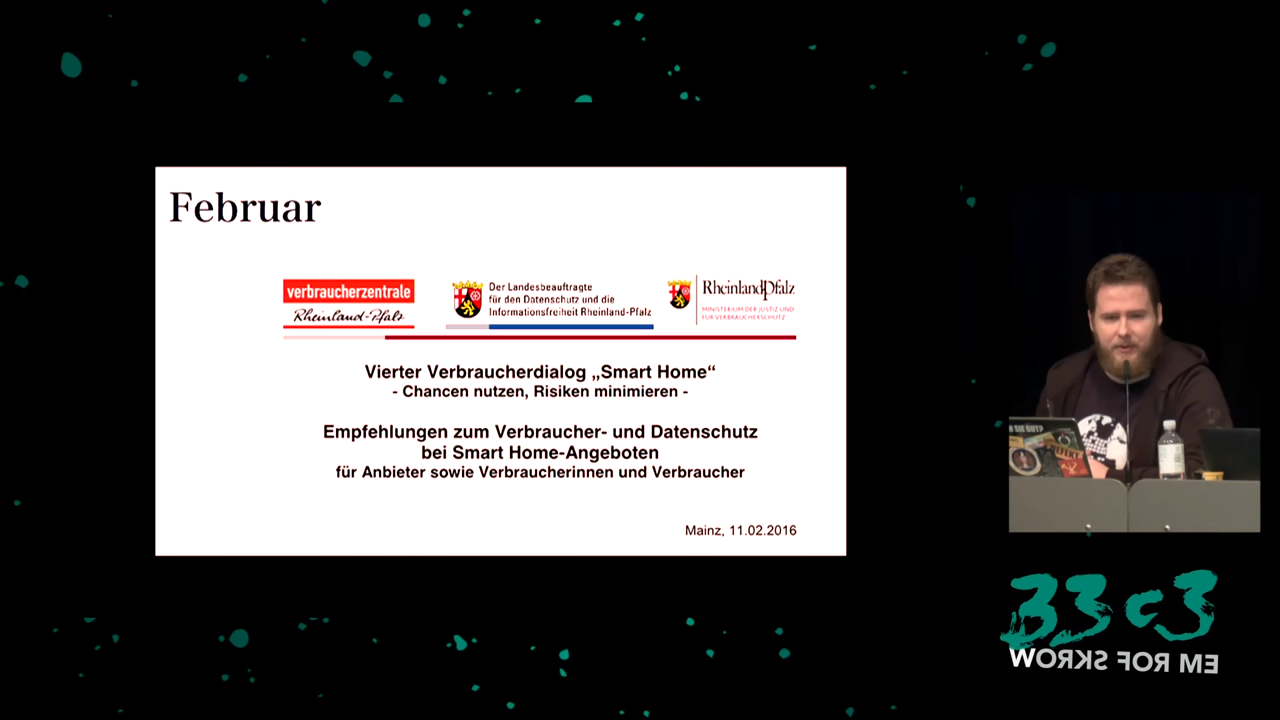 Februar
verbraucherzentrale
Rheinland-Pfalz
Der Landesbeauftragte
für den Datenschutz und die
Informationsfreiheit Rheinland-Pfalz
RheinlandPfalz
MINISTERIUM DER JUSTIZ UND
FÜR VERBRAUCHERSCHUTZ
Vierter Verbraucherdialog „Smart Home“
- Chancen nutzen, Risiken minimieren -
Empfehlungen zum Verbraucher- und Datenschutz
bei Smart Home-Angeboten
für Anbieter sowie Verbraucherinnen und Verbraucher
Mainz, 11.02.2016
33c3
WORKS FOR ME